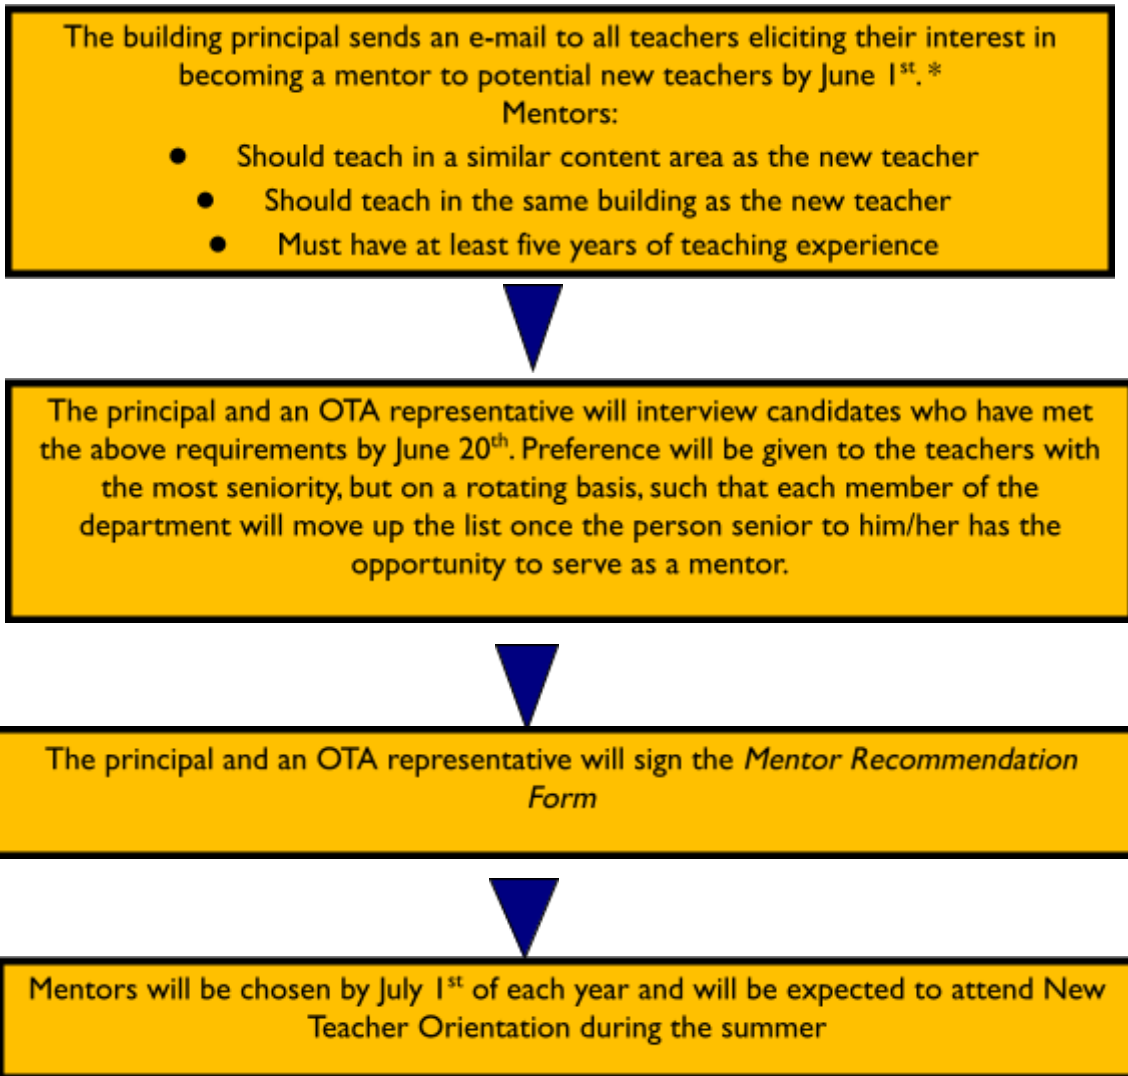 The building principal sends an e-mail to all teachers eliciting their interest in
becoming a mentor to potential new teachers by June 1st. *
Mentors:
● Should teach in a similar content area as the new teacher
● Should teach in the same building as the new teacher
● Must have at least five years of teaching experience
The principal and an OTA representative will interview candidates who have met
the above requirements by June 20th. Preference will be given to the teachers with
the most seniority, but on a rotating basis, such that each member of the
department will move up the list once the person senior to him/her has the
opportunity to serve as a mentor.
The principal and an OTA representative will sign the Mentor Recommendation
Form
Mentors will be chosen by July 1st of each year and will be expected to attend New
Teacher Orientation during the summer